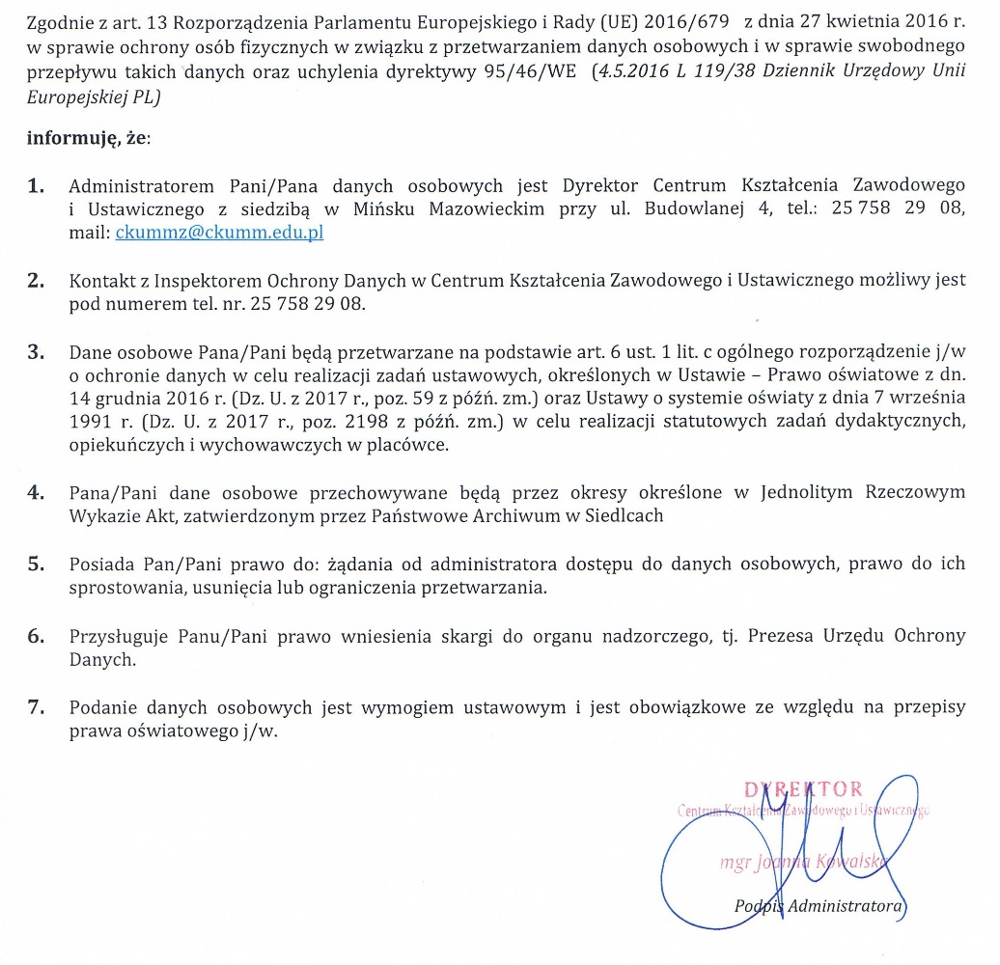 Zgodnie z art. 13 Rozporządzenia Parlamentu Europejskiego i Rady (UE) 2016/679 z dnia 27 kwietnia 2016 r.
w sprawie ochrony osób fizycznych w związku z przetwarzaniem danych osobowych i w sprawie swobodnego
przepływu takich danych oraz uchylenia dyrektywy 95/46/WE (4.5.2016 L 119/38 Dziennik Urzędowy Unii
Europejskiej PL)
informuję, że:
1. Administratorem Pani/Pana danych osobowych jest Dyrektor Centrum Kształcenia Zawodowego
i Ustawicznego z siedzibą w Mińsku Mazowieckim przy ul. Budowlanej 4, tel.: 25 758 29 08,
mail: ckummz@ckumm.edu.pl
2. Kontakt z Inspektorem Ochrony Danych w Centrum Kształcenia Zawodowego i Ustawicznego możliwy jest
pod numerem tel. nr. 25 758 29 08.
3. Dane osobowe Pana/Pani będą przetwarzane na podstawie art. 6 ust. 1 lit. c ogólnego rozporządzenie j/w
o ochronie danych w celu realizacji zadań ustawowych, określonych w Ustawie – Prawo oświatowe z dn.
14 grudnia 2016 r. (Dz. U. z 2017 r., poz. 59 z późń. zm.) oraz Ustawy o systemie oświaty z dnia 7 września
1991 r. (Dz. U. z 2017 r., poz. 2198 z późń. zm.) w celu realizacji statutowych zadań dydaktycznych,
opiekuńczych i wychowawczych w placówce.
4. Pana/Pani dane osobowe przechowywane będą przez okresy określone w Jednolitym Rzeczowym
Wykazie Akt, zatwierdzonym przez Państwowe Archiwum w Siedlcach
5. Posiada Pan/Pani prawo do: żądania od administratora dostępu do danych osobowych, prawo do ich
sprostowania, usunięcia lub ograniczenia przetwarzania.
6. Przysługuje Panu/Pani prawo wniesienia skargi do organu nadzorczego, tj. Prezesa Urzędu Ochrony
Danych.
7. Podanie danych osobowych jest wymogiem ustawowym i jest obowiązkowe ze względu na przepisy
prawa oświatowego j/w.
DYREKTOR
Centrum Kształcenia Zawodowego i Ustawicznego
mgr Joanna Kowalska
Podpis Administratora